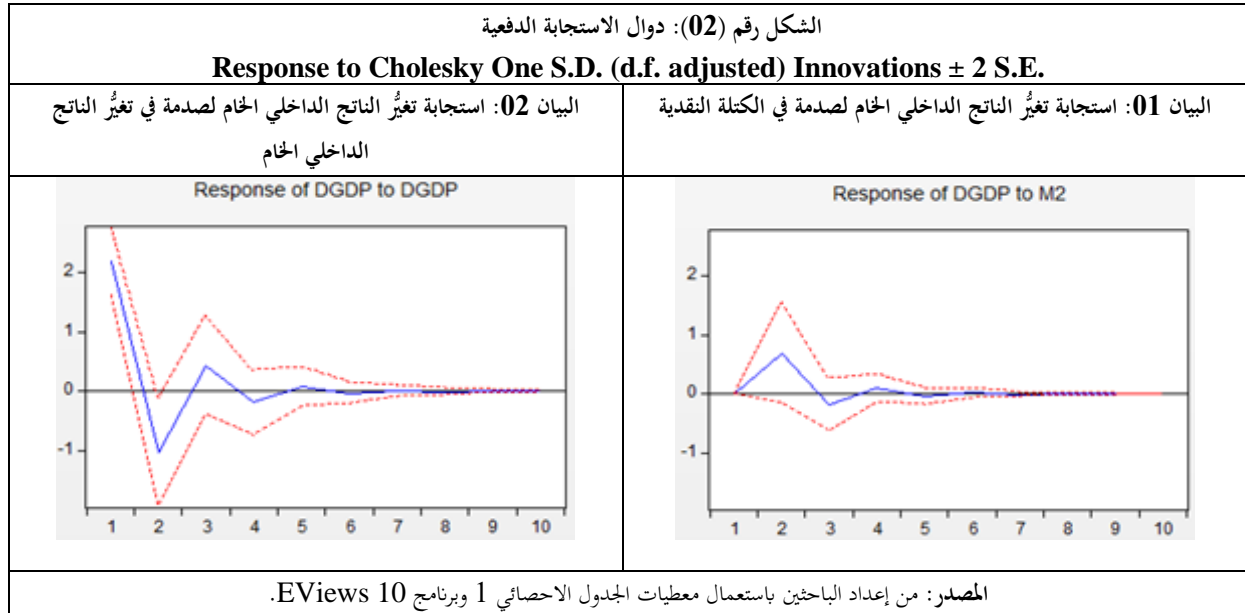 الشكل رقم (02): دوال الاستجابة الدفعية
Response to Cholesky One S.D. (d.f. adjusted) Innovations ± 2 S.E.
البيان 01: استجابة تغيُّر الناتج الداخلي الخام لصدمة في الكتلة النقدية
البيان 02: استجابة تغيُّر الناتج الداخلي الخام لصدمة في تغيُّر الناتج
الداخلي الخام
Response of DGDP to M2
2
1
0
-1
1 2 3 4 5 6 7 8 9 10
Response of DGDP to DGDP
2
1
0
-1
1 2 3 4 5 6 7 8 9 10
المصدر: من إعداد الباحثين باستعمال معطيات الجدول الاحصائي 1 وبرنامج EViews 10.